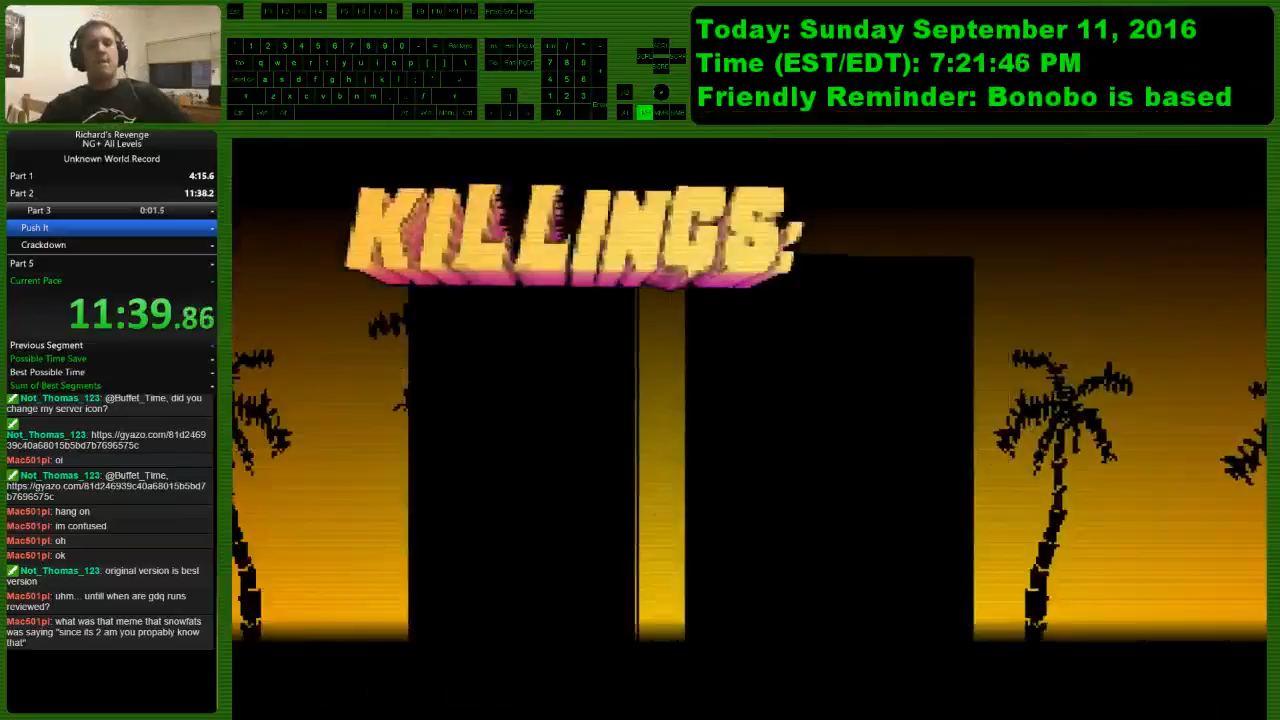 Today: Sunday September 11, 2016
Time (EST/EDT): 7:21:46 PM
Friendly Reminder: Bonobo is based
Richard's Revenge
NG+ All Levels
Unknown World Record
Part 1 4:15.6
Part 2 11:38.2
Part 3 0:01.5 -
Push It -
Crackdown -
Part 5 -
Current Pace -
11:39.86
Previous Segment -
Possible Time Save -
Best Possible Time -
Sum of Best Segments -
Not_Thomas_123: @Buffet_Time, did you
change my server icon?
Not_Thomas_123: https://gyazo.com/81d2469
39c40a68015b5bd7b7696575c
Mac501pl: oi
Not_Thomas_123: @Buffet_Time,
https://gyazo.com/81d246939c40a68015b5bd7
b7696575c
Mac501pl: hang on
Mac501pl: im confused
Mac501pl: oh
Mac501pl: ok
Not_Thomas_123: original version is best
version
Mac501pl: uhm... untill when are gdq runs
reviewed?
Mac501pl: what was that meme that snowfats
was saying "since its 2 am you propably know
that"
KILLINGS;